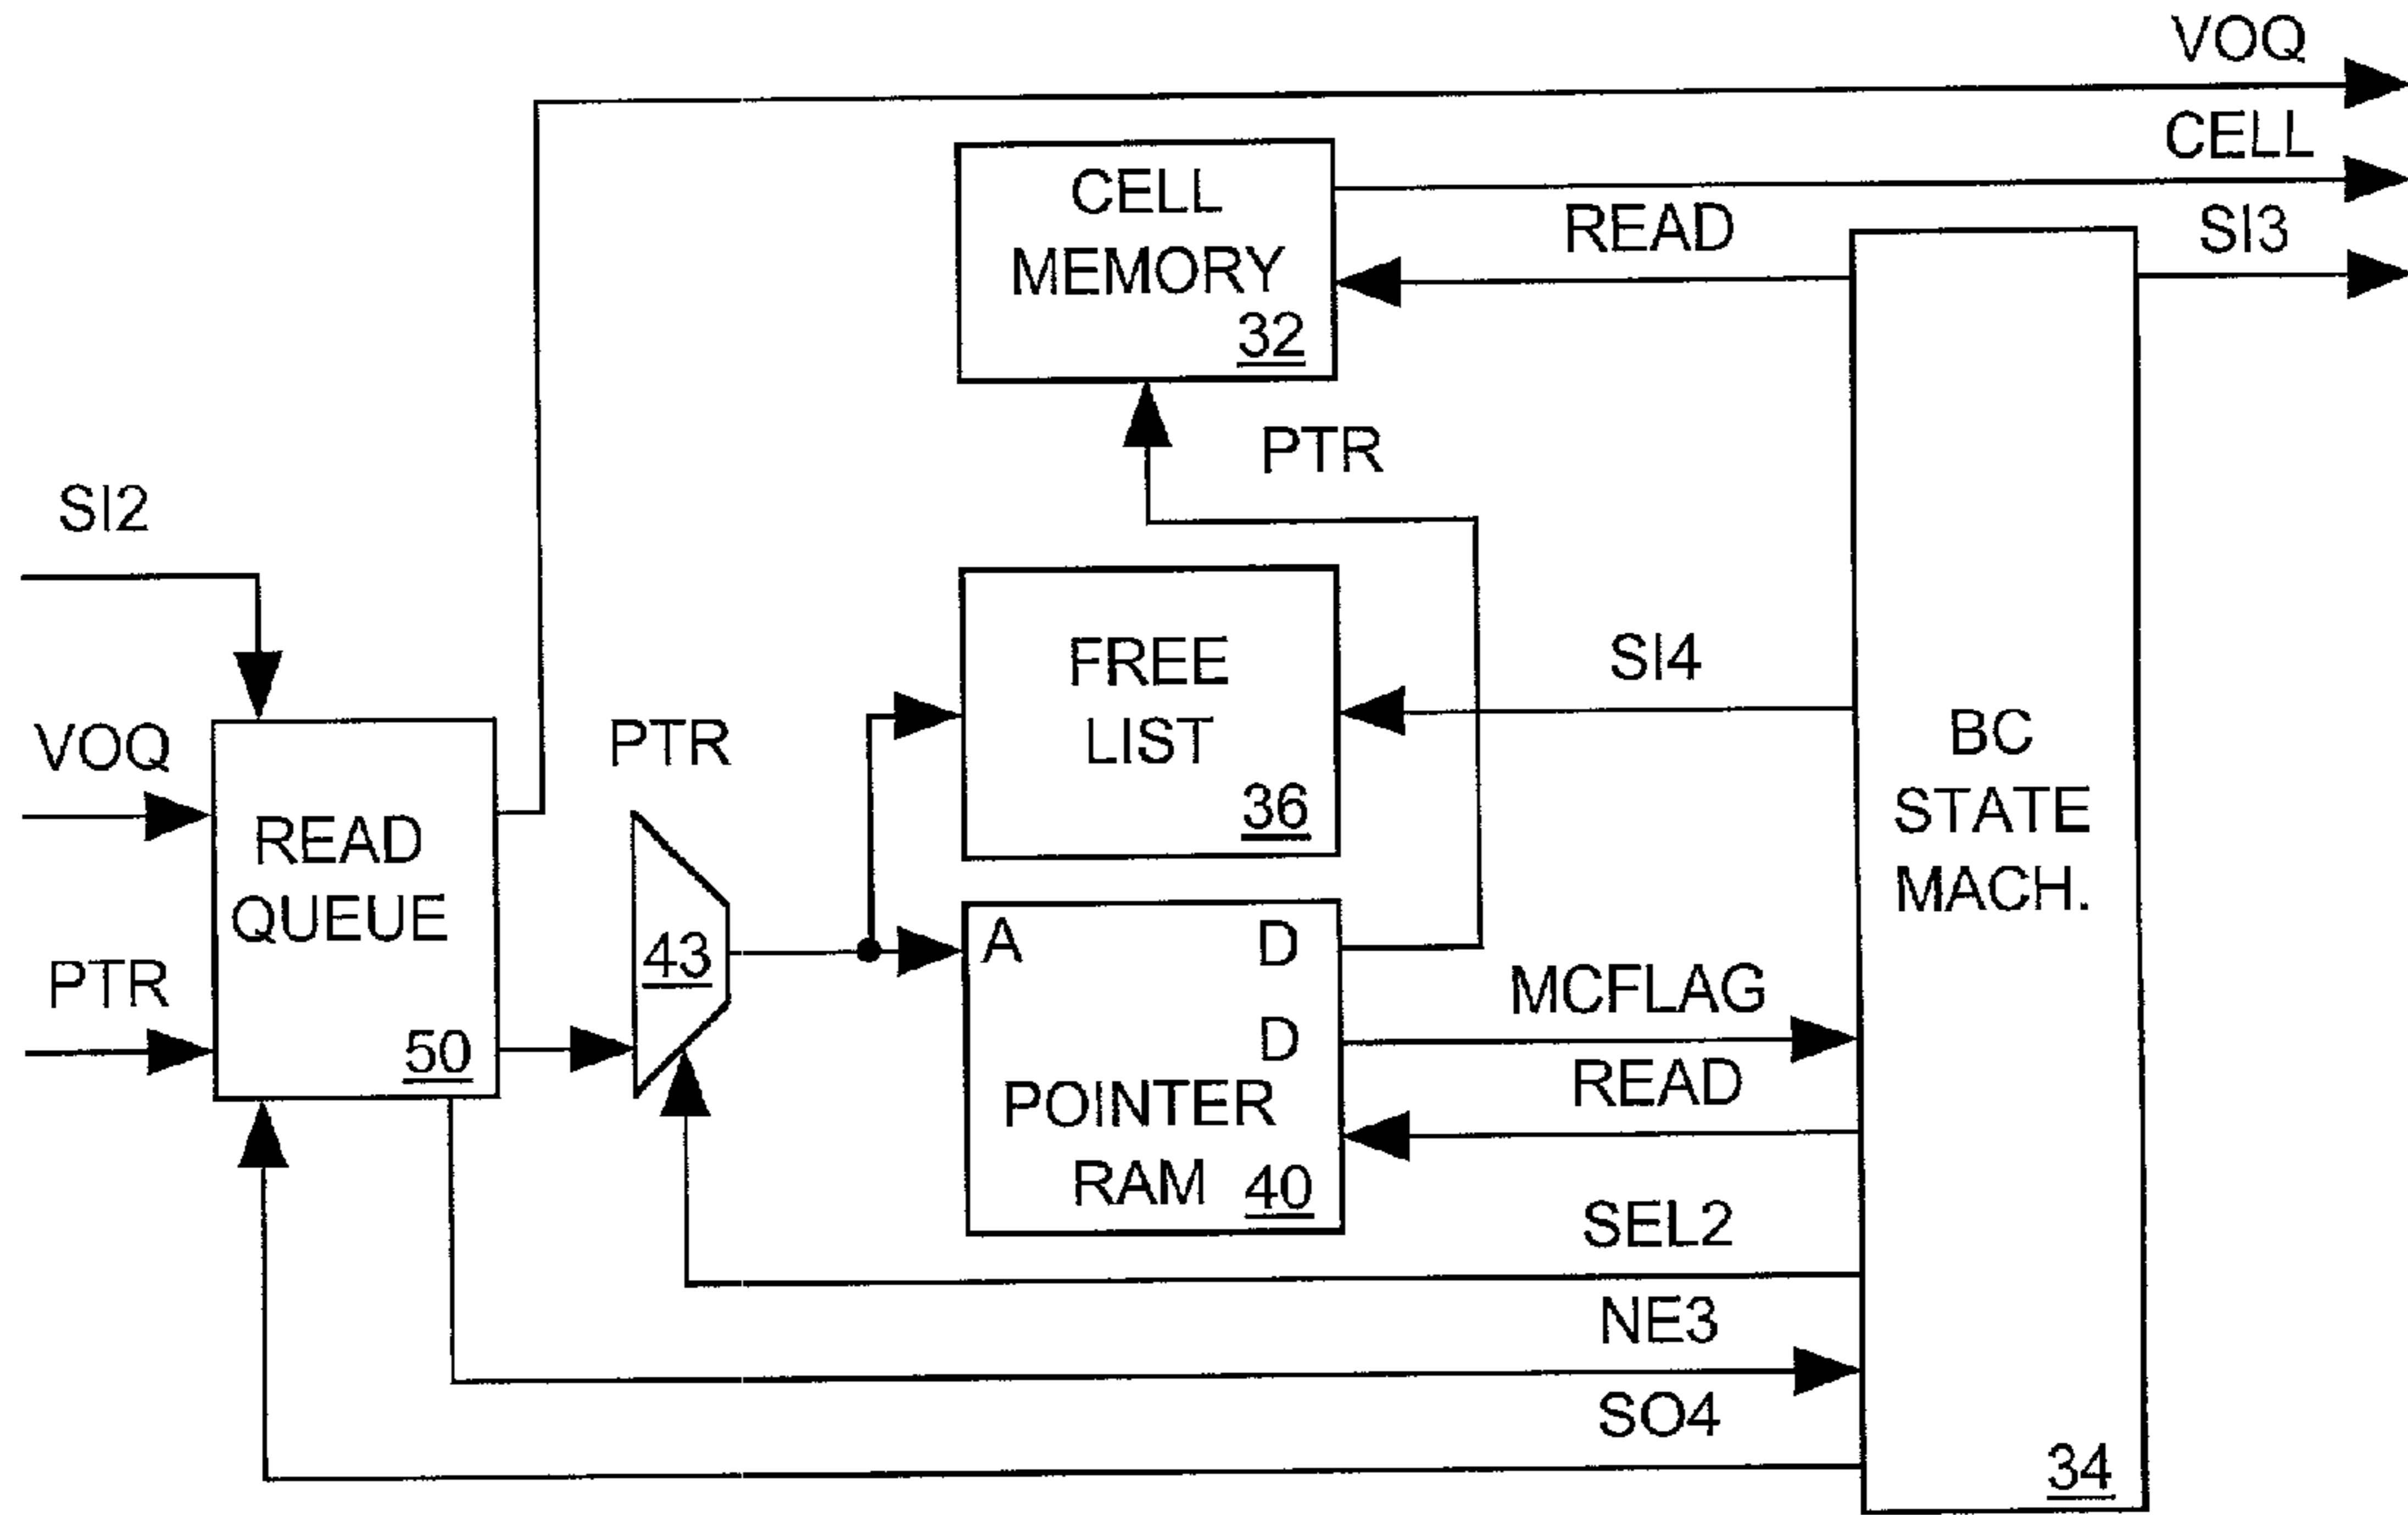 VOQ
CELL
SI3
CELL
MEMORY
32
READ
PTR
SI2
FREE
LIST
36
SI4
VOQ
PTR
READ
QUEUE
50
PTR
43
A
D
D
POINTER
RAM
40
MCFLAG
READ
SEL2
NE3
SO4
BC
STATE
MACH.
34